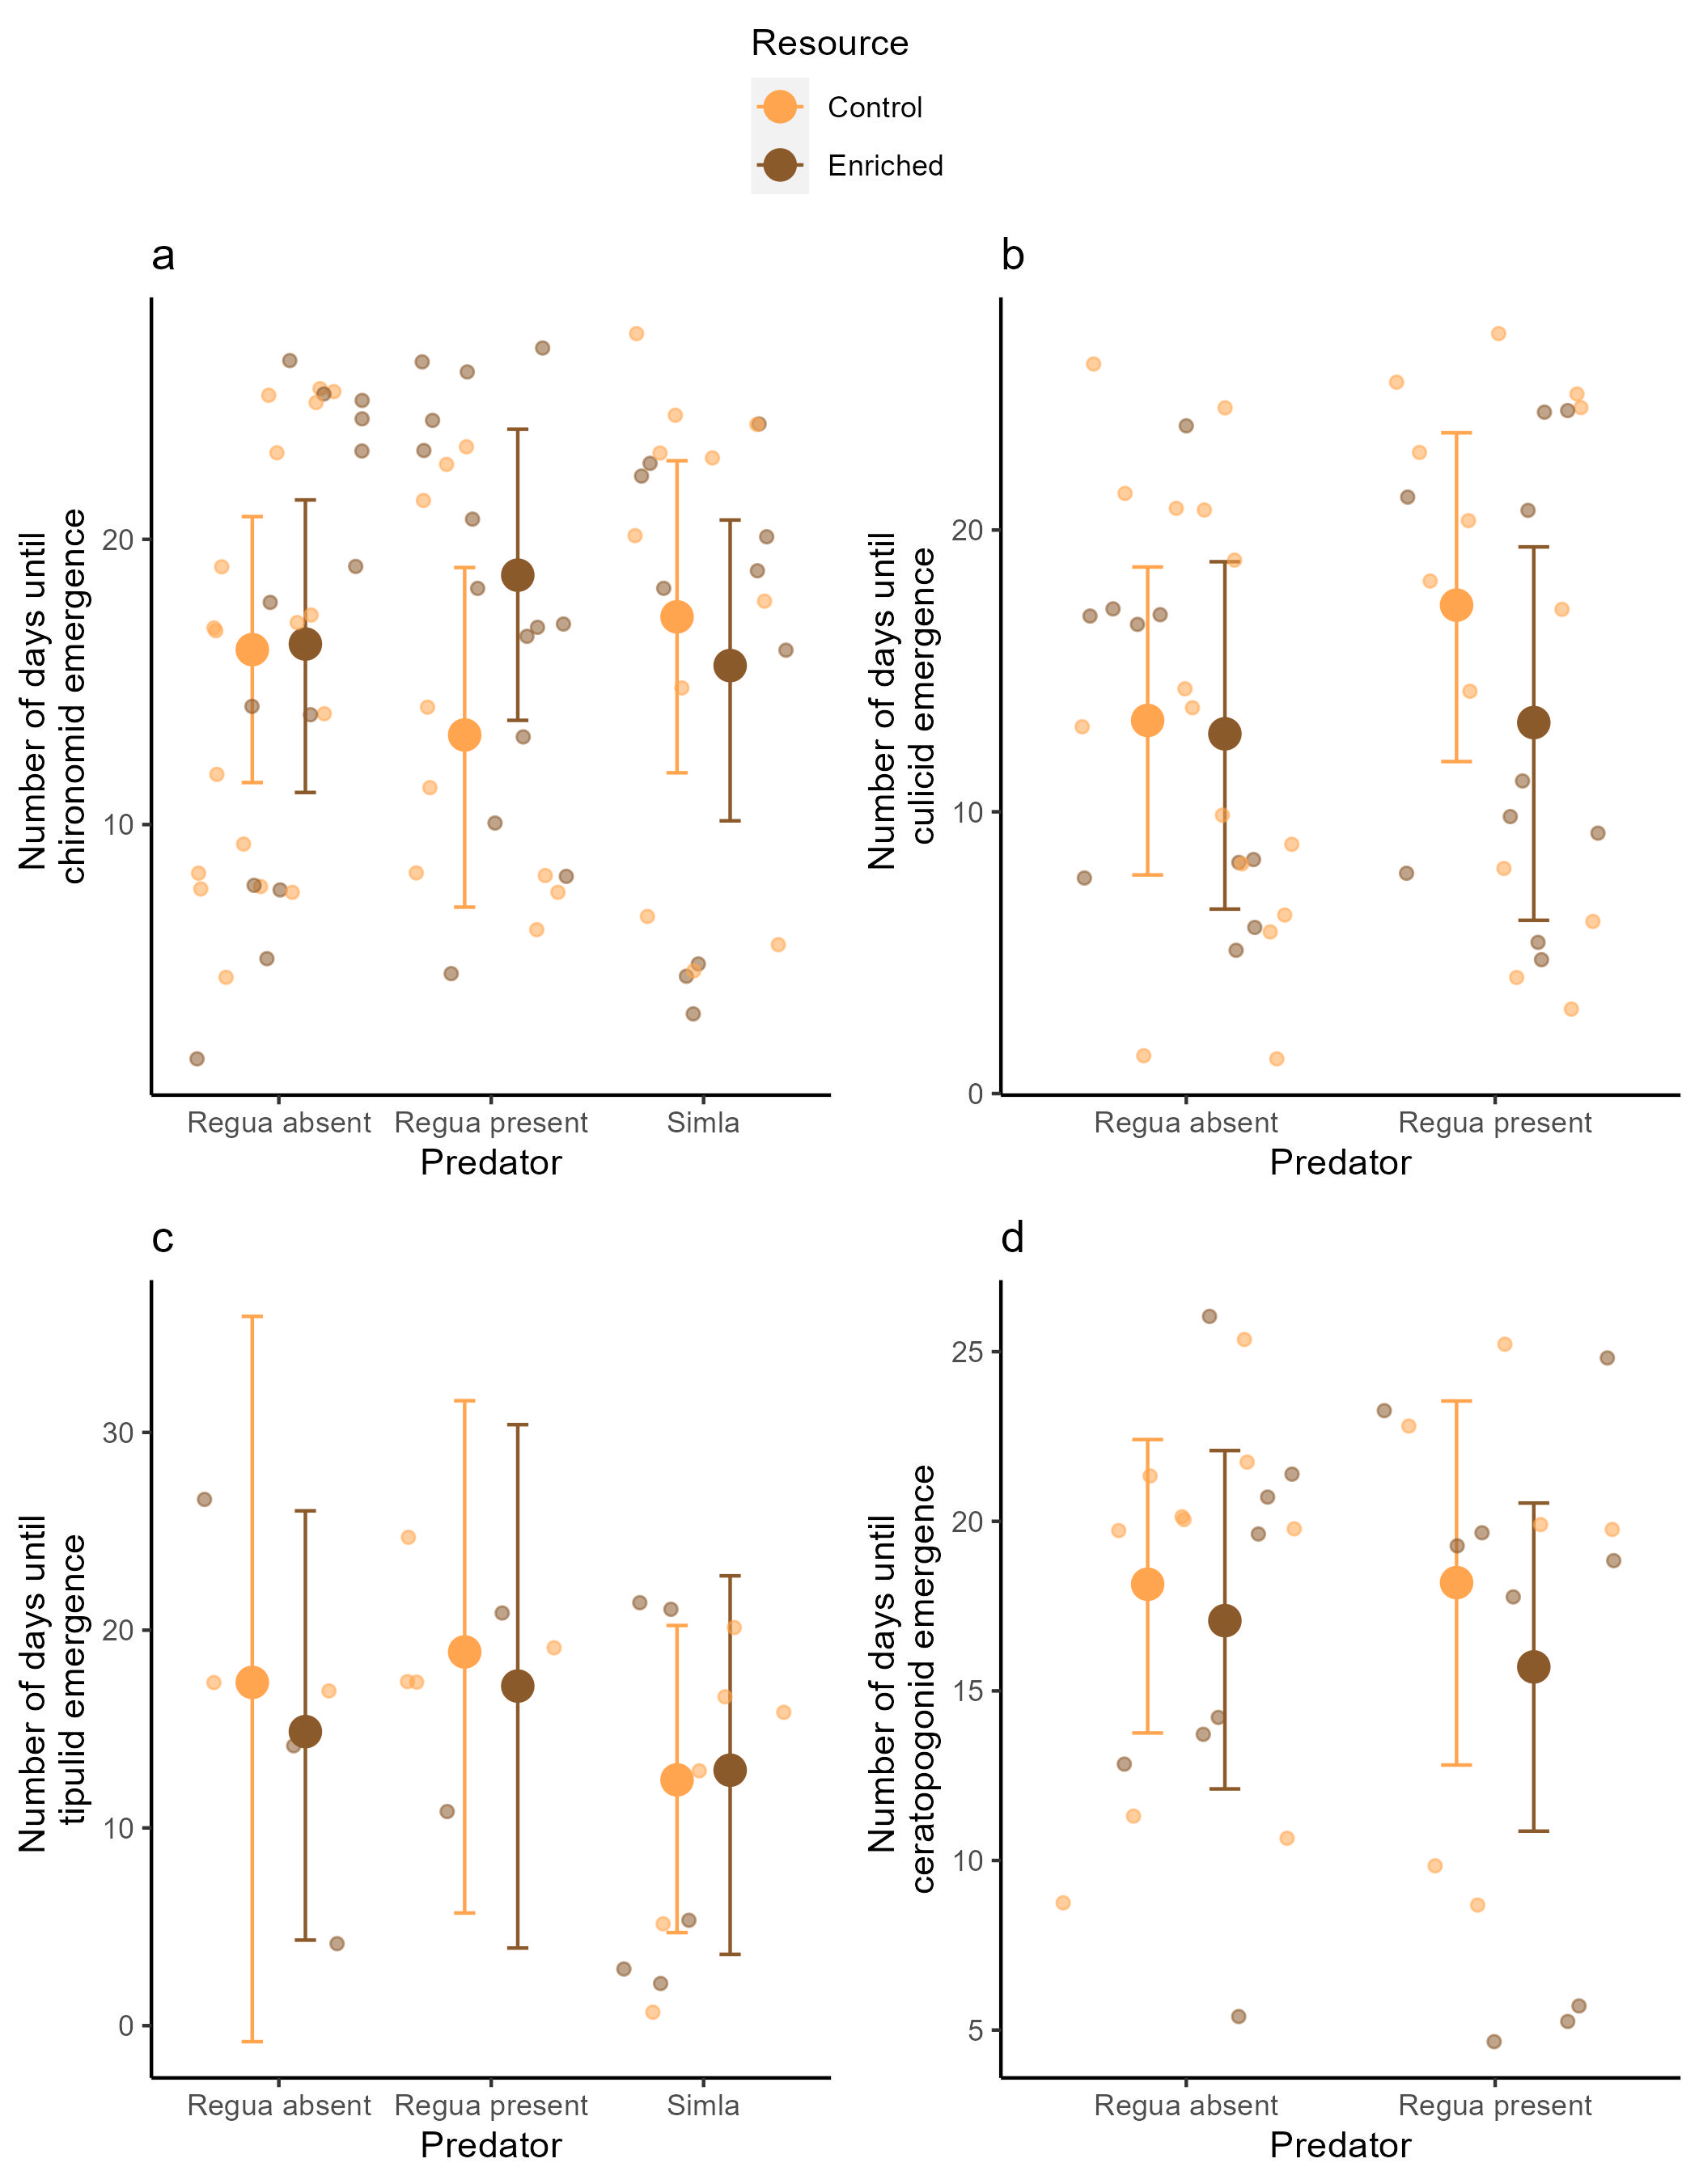 Resource
Control
Enriched
a
Number of days until
chironomid emergence
20
10
Regua absent
Regua present
Simla
Predator
b
Number of days until
culicid emergence
20
10
0
Regua absent
Regua present
Predator
c
Number of days until
tipulid emergence
30
20
10
0
Regua absent
Regua present
Simla
Predator
d
Number of days until
ceratopogonid emergence
25
20
15
10
5
Regua absent
Regua present
Predator